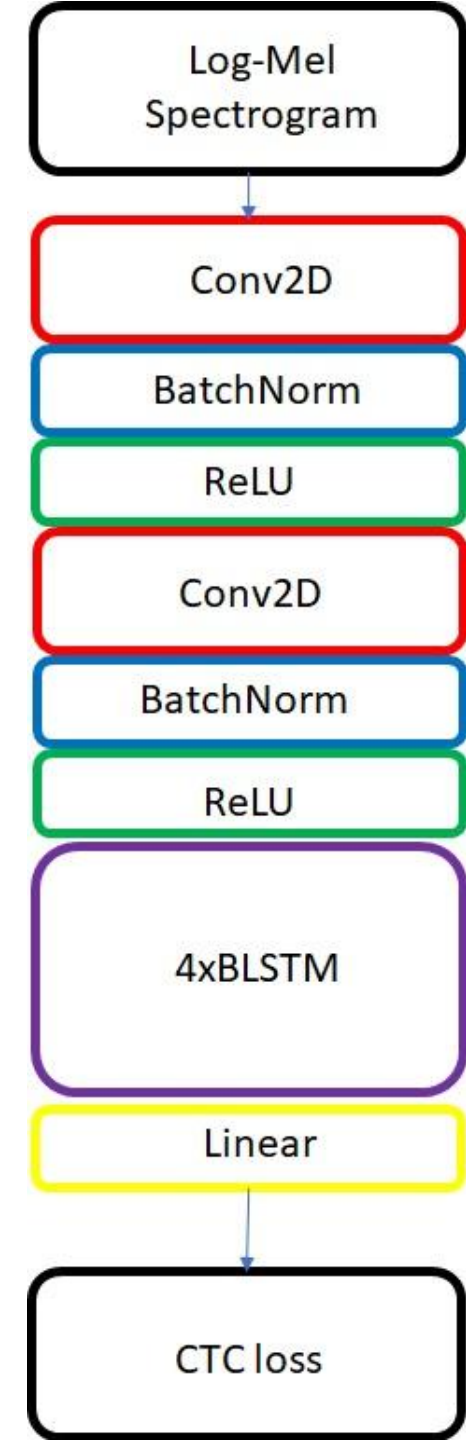 Log-Mel
Spectrogram
Conv2D
BatchNorm
ReLU
Conv2D
BatchNorm
ReLU
4xBLSTM
Linear
CTC loss